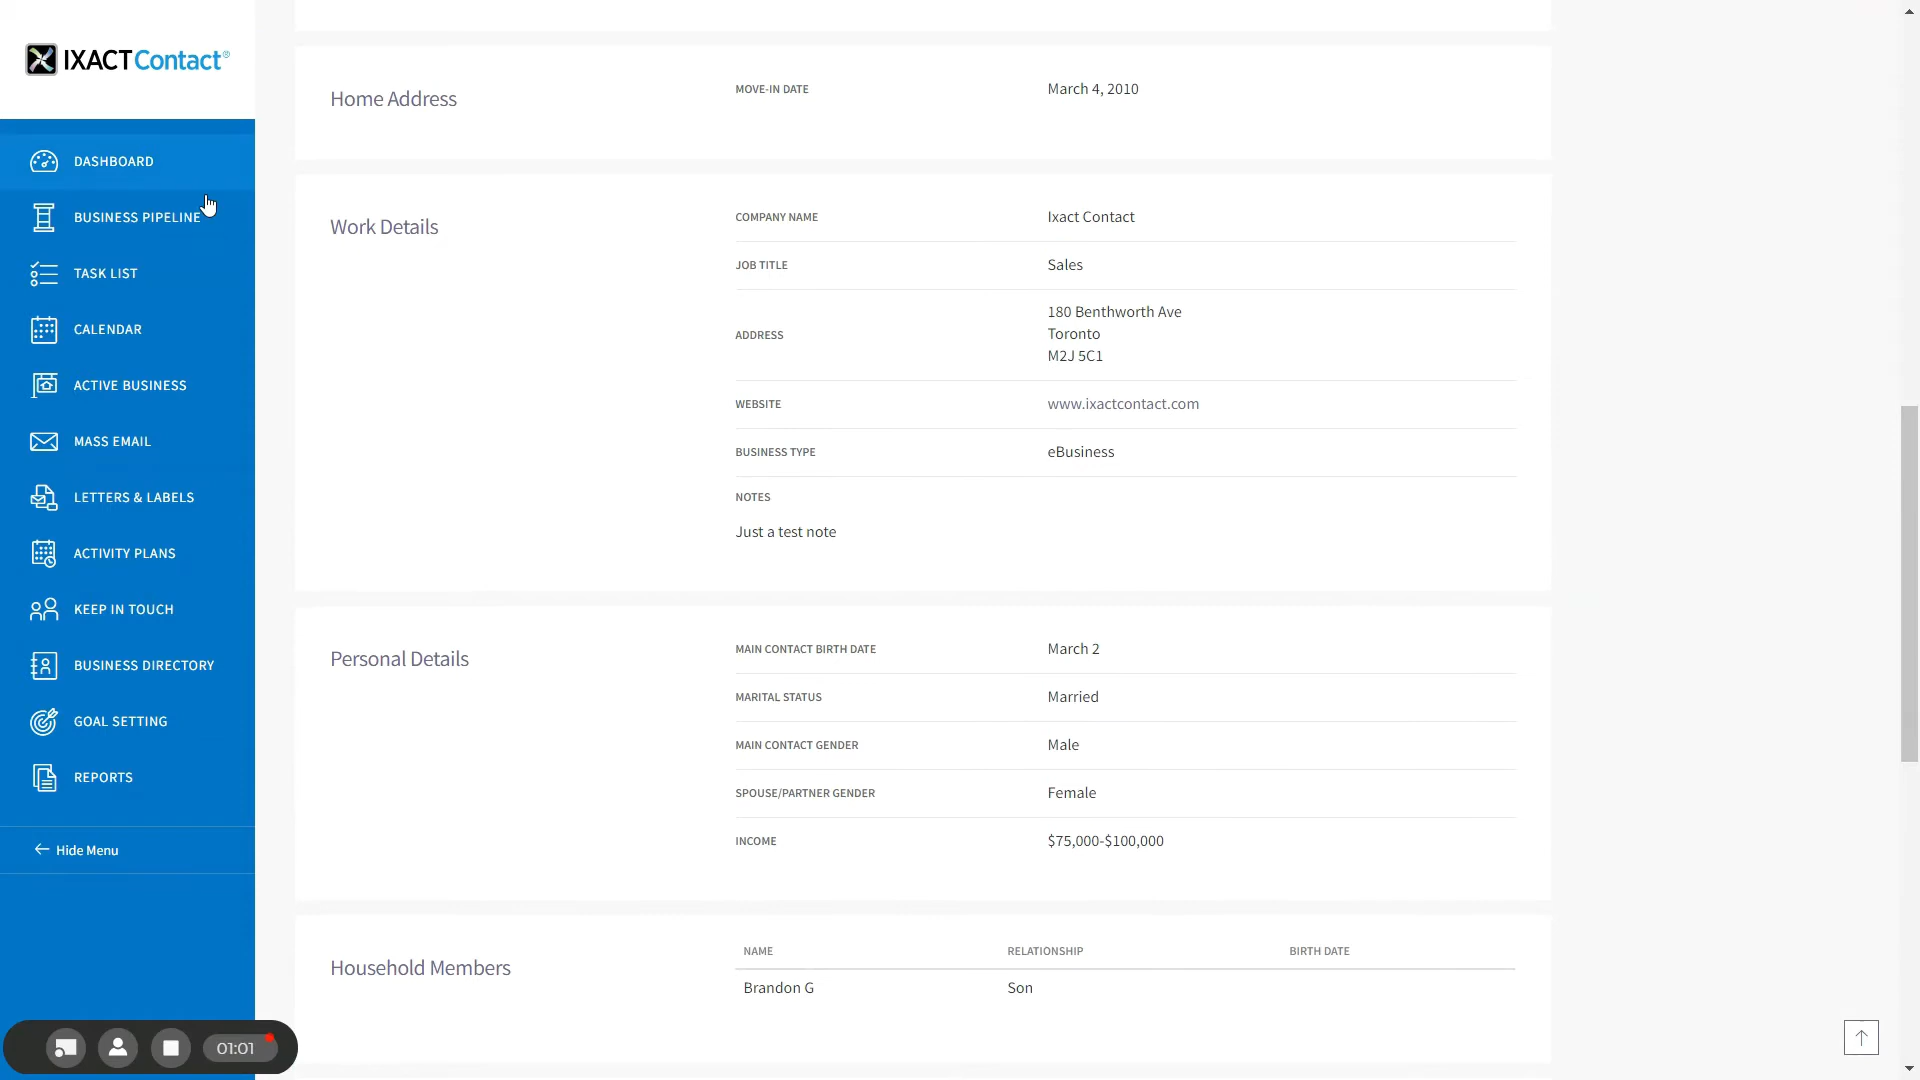 IXACTContact®
DASHBOARD
BUSINESS PIPELINE
TASK LIST
CALENDAR
ACTIVE BUSINESS
MASS EMAIL
LETTERS & LABELS
ACTIVITY PLANS
KEEP IN TOUCH
BUSINESS DIRECTORY
GOAL SETTING
REPORTS
← Hide Menu
01:01
Home Address
MOVE-IN DATE March 4, 2010
Work Details
COMPANY NAME Ixact Contact
JOB TITLE Sales
ADDRESS 180 Benthworth Ave
Toronto
M2J 5C1
WEBSITE www.ixactcontact.com
BUSINESS TYPE eBusiness
NOTES
Just a test note
Personal Details
MAIN CONTACT BIRTH DATE March 2
MARITAL STATUS Married
MAIN CONTACT GENDER Male
SPOUSE/PARTNER GENDER Female
INCOME $75,000-$100,000
Household Members
NAME RELATIONSHIP BIRTH DATE
Brandon G Son